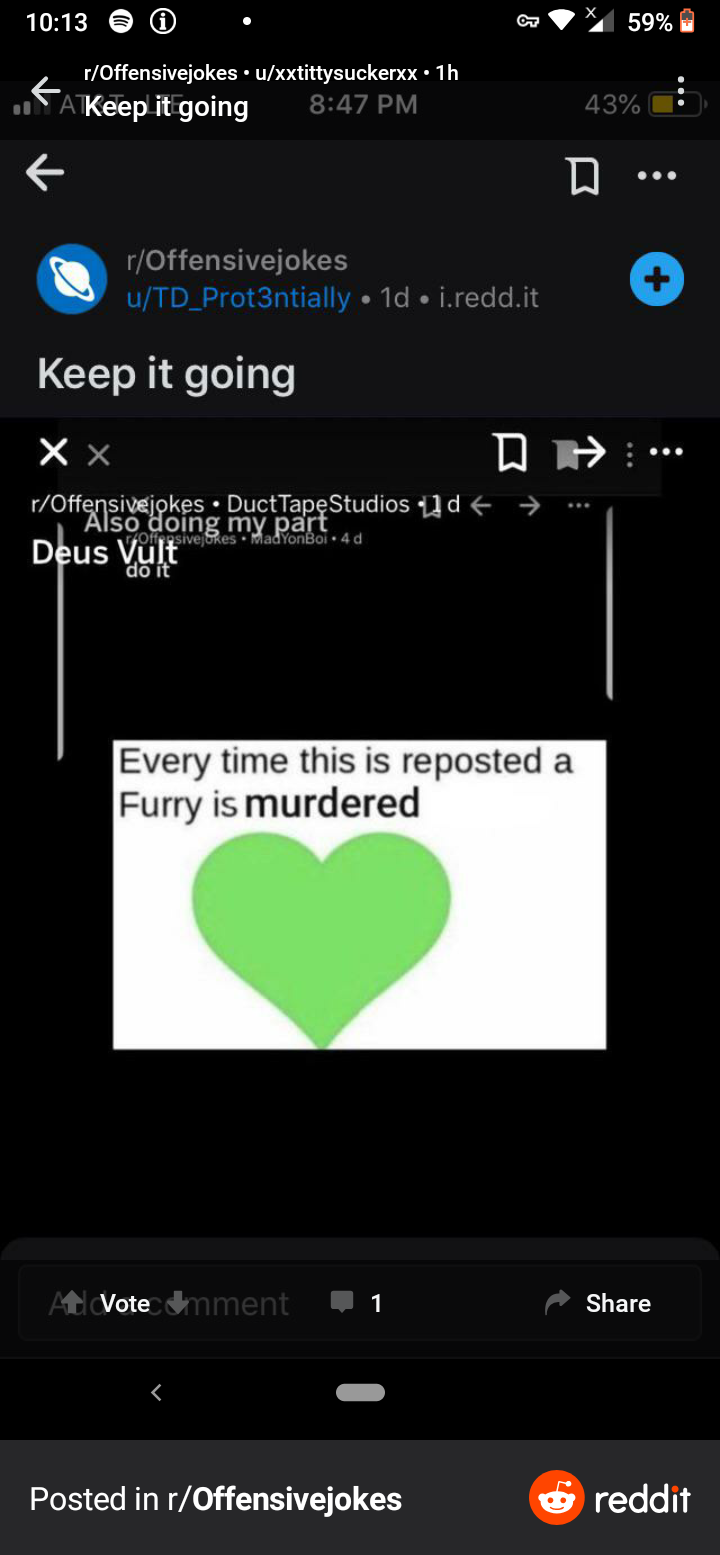 10:13
59%
r/Offensivejokes • u/xxtittysuckerxx • 1h
Keep it going
AT&T LTE 8:47 PM 43%
r/Offensivejokes
u/TD_Prot3ntially • 1d • i.redd.it
Keep it going
r/Offensivejokes • DuctTapeStudios • 1 d
Also doing my part
r/Offensivejokes • MadYonBoi • 4 d
Deus Vult
do it
Every time this is reposted a
Furry is murdered
Add a comment
Vote 1 Share
Posted in r/Offensivejokes reddit